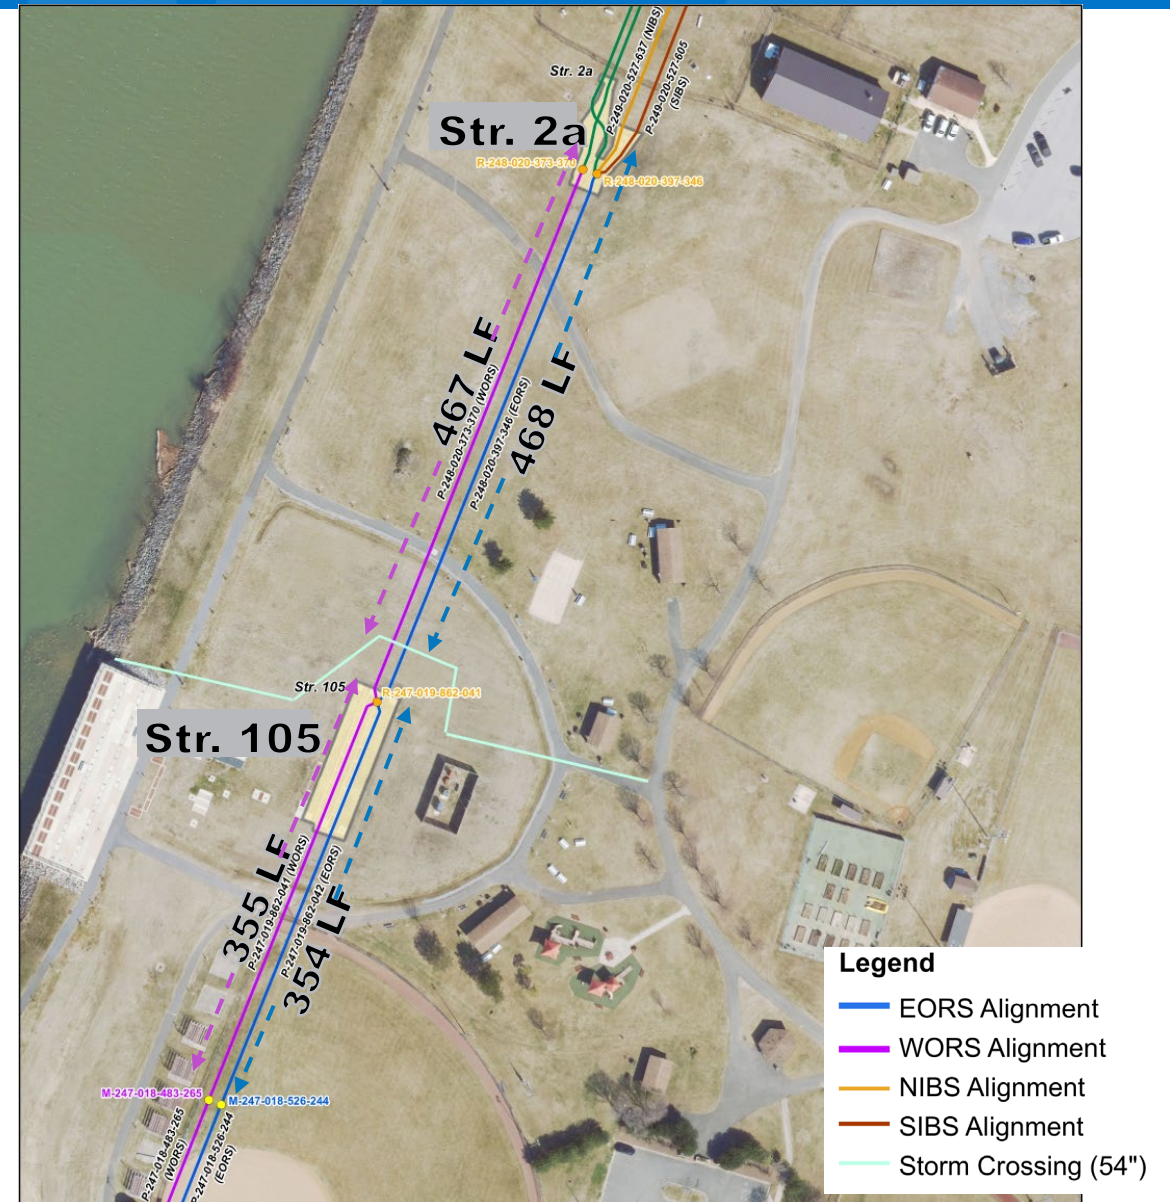 P-249-020-527-637 (NIBS)
P-249-020-527-605
(SIBS)
Str. 2a
Str. 2a
R-248-020-373-370
R-248-020-397-346
467 LF
P-248-020-373-370 (WORS)
P-248-020-397-346 (EORS)
468 LF
Str. 105
R-247-019-862-041
Str. 105
355 LF
P-247-019-862-041 (WORS)
P-247-019-862-042 (EORS)
354 LF
M-247-018-483-265
M-247-018-526-244
P-247-018-483-265
(WORS)
P-247-018-526-244
(EORS)
Legend
EORS Alignment
WORS Alignment
NIBS Alignment
SIBS Alignment
Storm Crossing (54")